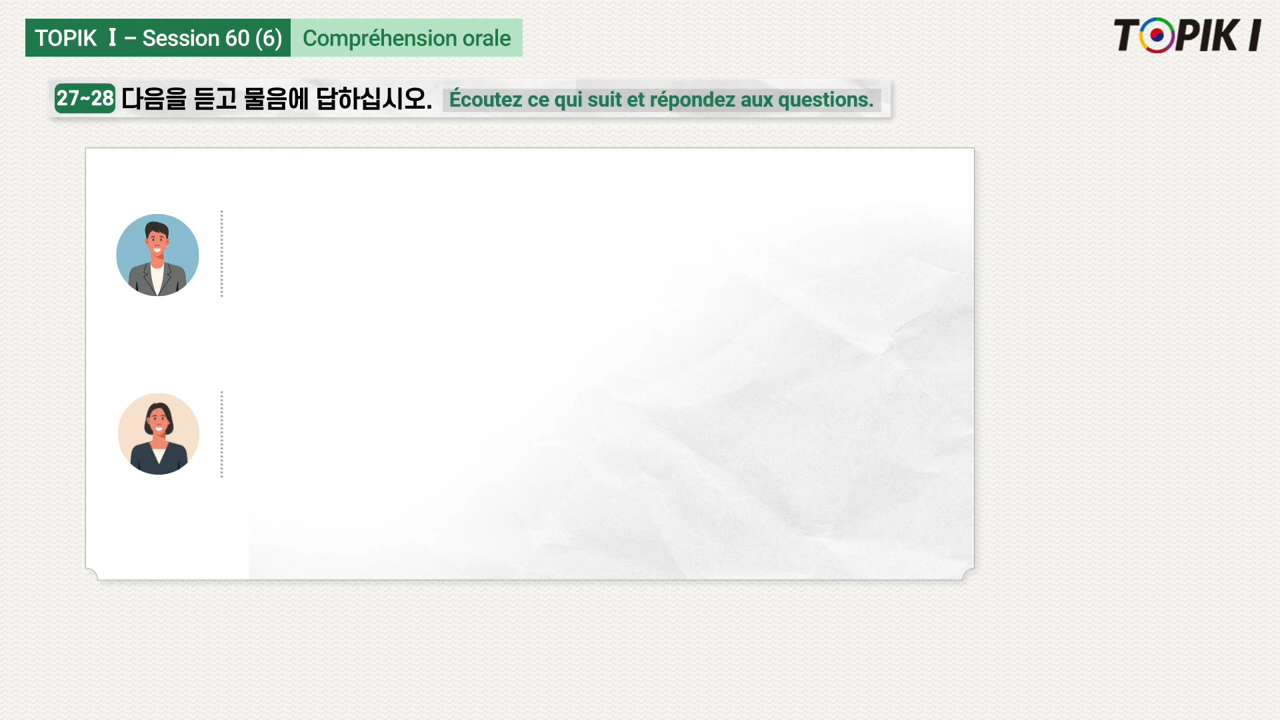 TOPIK Ⅰ – Session 60 (6) Compréhension orale
TOPIK I
27~28 다음을 듣고 물음에 답하십시오. Écoutez ce qui suit et répondez aux questions.